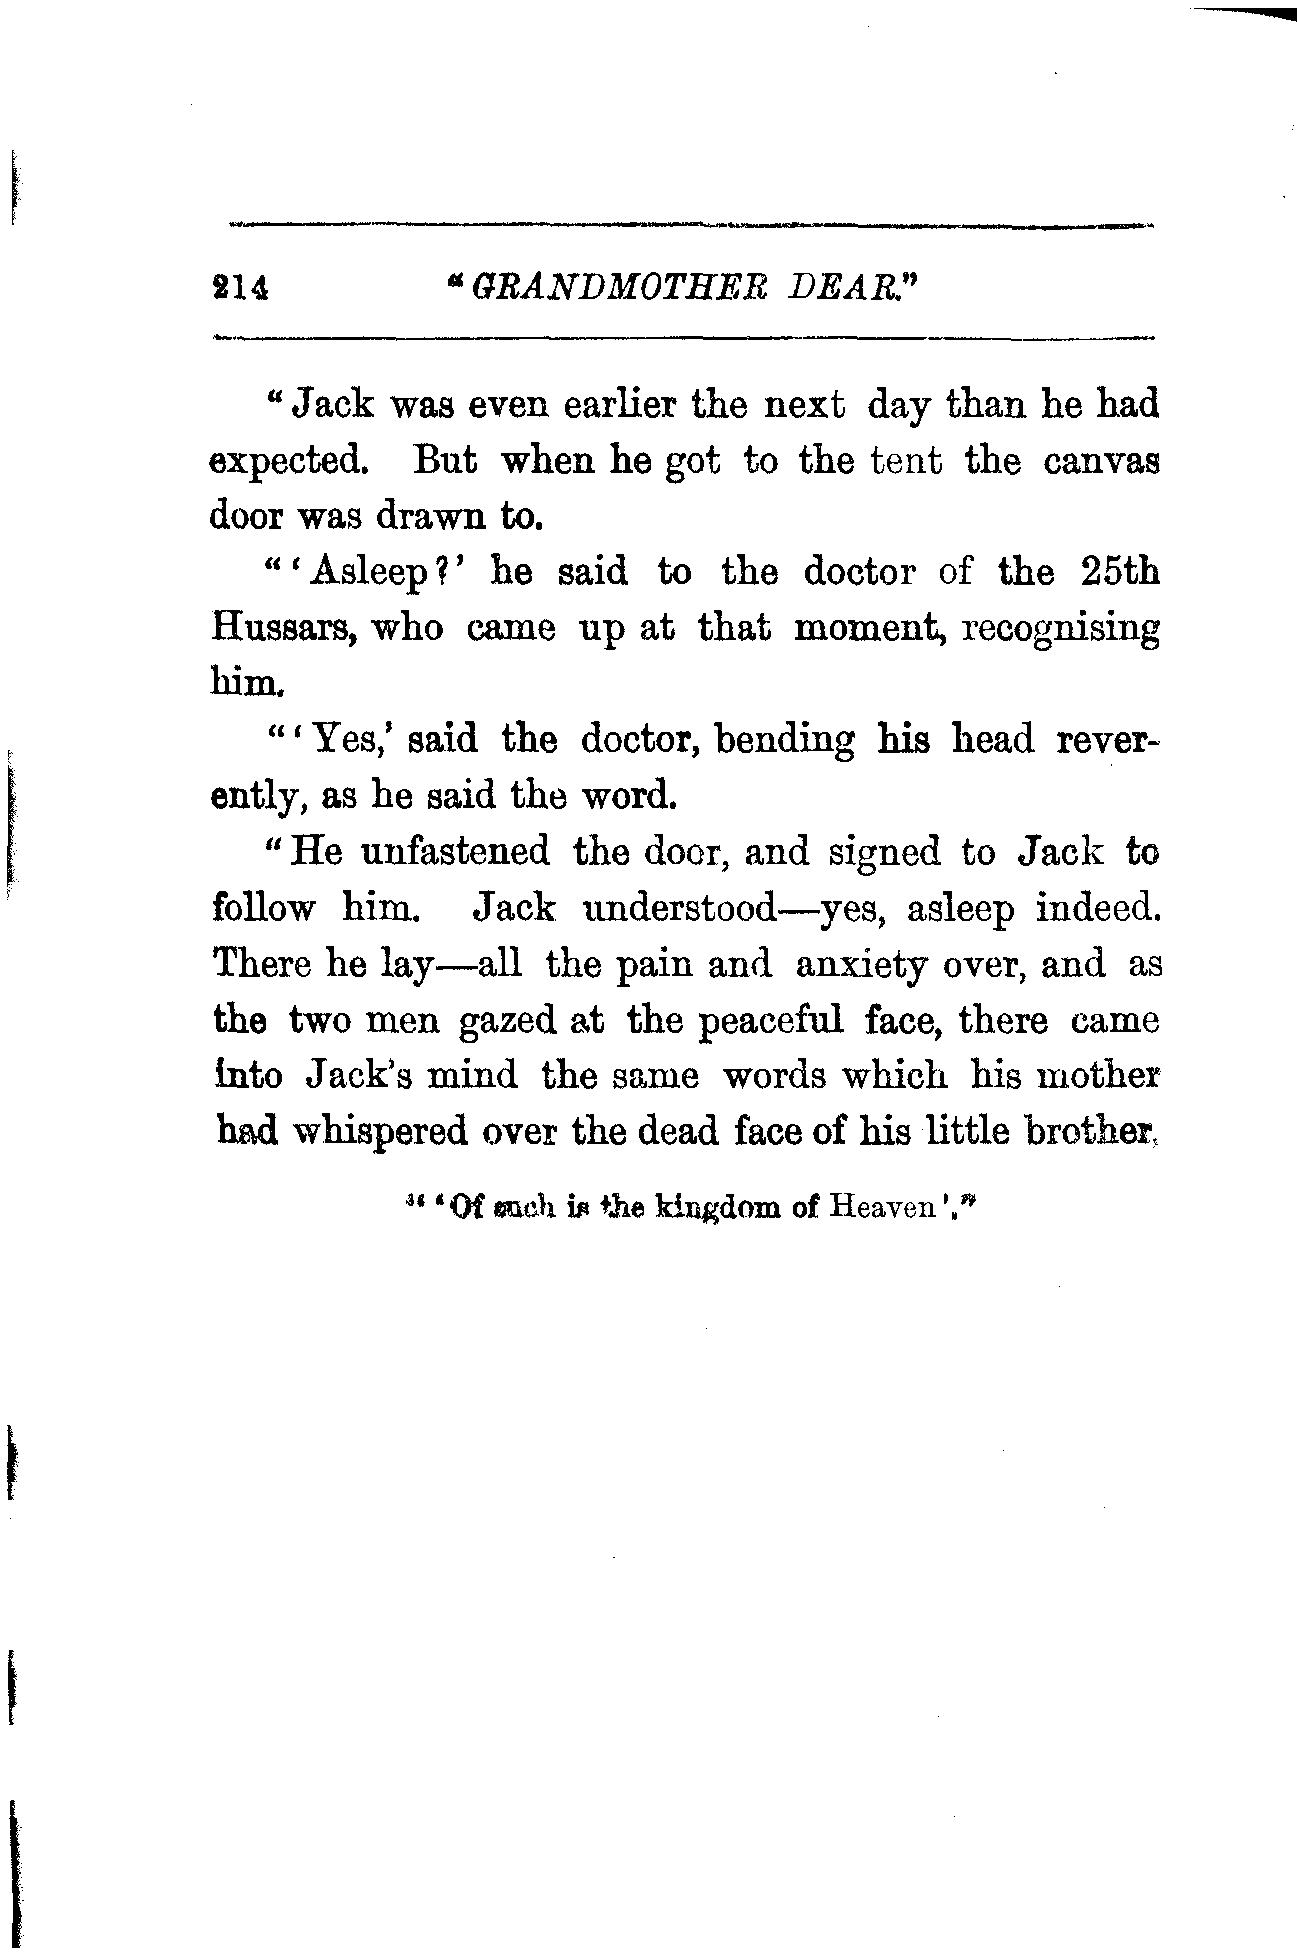 214 "GRANDMOTHER DEAR."
"Jack was even earlier the next day than he had
expected. But when he got to the tent the canvas
door was drawn to.
"'Asleep?' he said to the doctor of the 25th
Hussars, who came up at that moment, recognising
him.
"'Yes,' said the doctor, bending his head rever-
ently, as he said the word.
"He unfastened the door, and signed to Jack to
follow him. Jack understood—yes, asleep indeed.
There he lay—all the pain and anxiety over, and as
the two men gazed at the peaceful face, there came
into Jack's mind the same words which his mother
had whispered over the dead face of his little brother,
"'Of such is the kingdom of Heaven'."